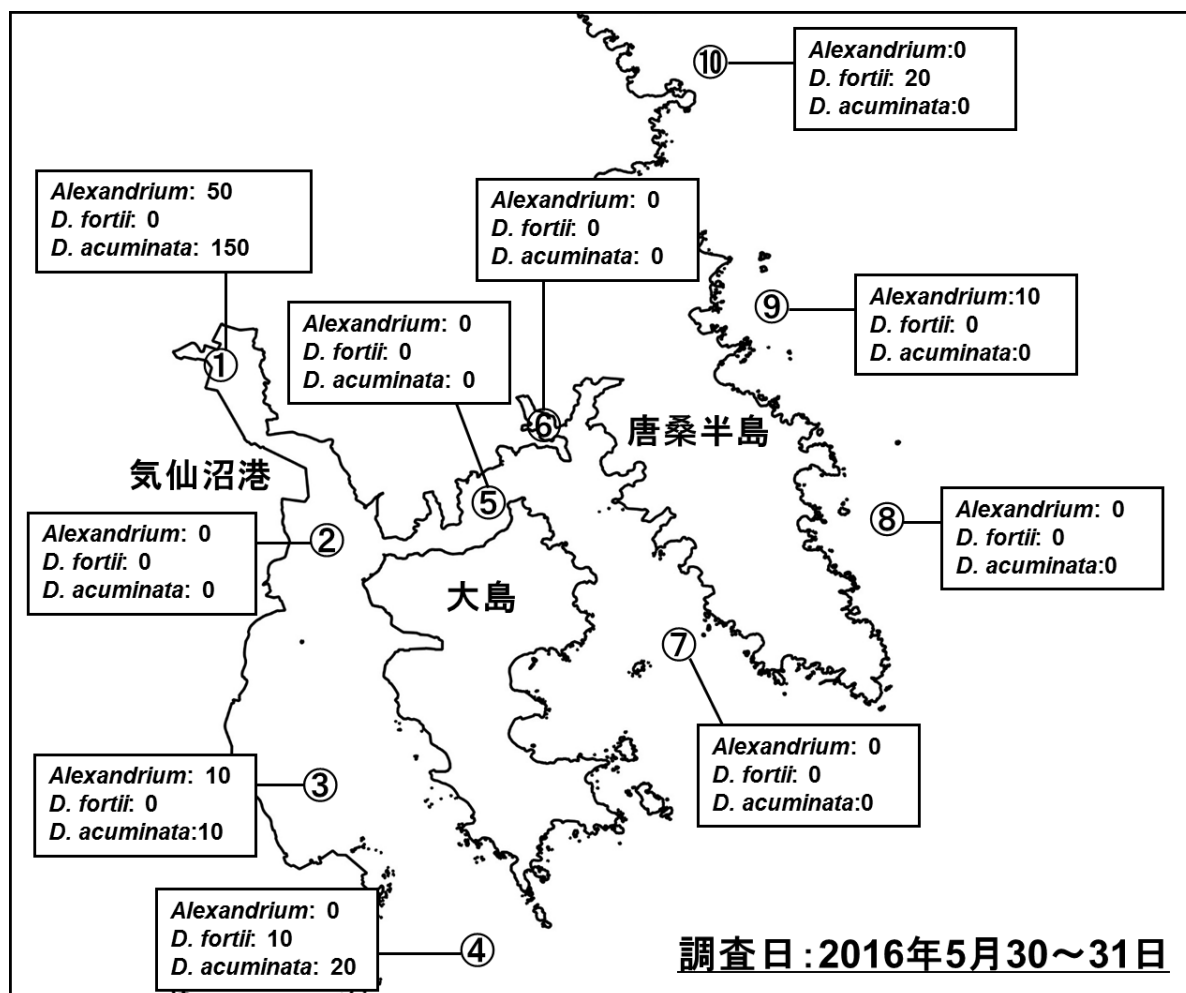 ⑩
Alexandrium:0
D. fortii: 20
D. acuminata:0
Alexandrium: 50
D. fortii: 0
D. acuminata: 150
①
Alexandrium: 0
D. fortii: 0
D. acuminata: 0
⑥
⑨
Alexandrium:10
D. fortii: 0
D. acuminata:0
Alexandrium: 0
D. fortii: 0
D. acuminata: 0
⑤
唐桑半島
気仙沼港
Alexandrium: 0
D. fortii: 0
D. acuminata: 0
②
⑧
Alexandrium: 0
D. fortii: 0
D. acuminata:0
大島
⑦
Alexandrium: 0
D. fortii: 0
D. acuminata:0
Alexandrium: 10
D. fortii: 0
D. acuminata:10
③
Alexandrium: 0
D. fortii: 10
D. acuminata: 20
④
調査日:2016年5月30~31日